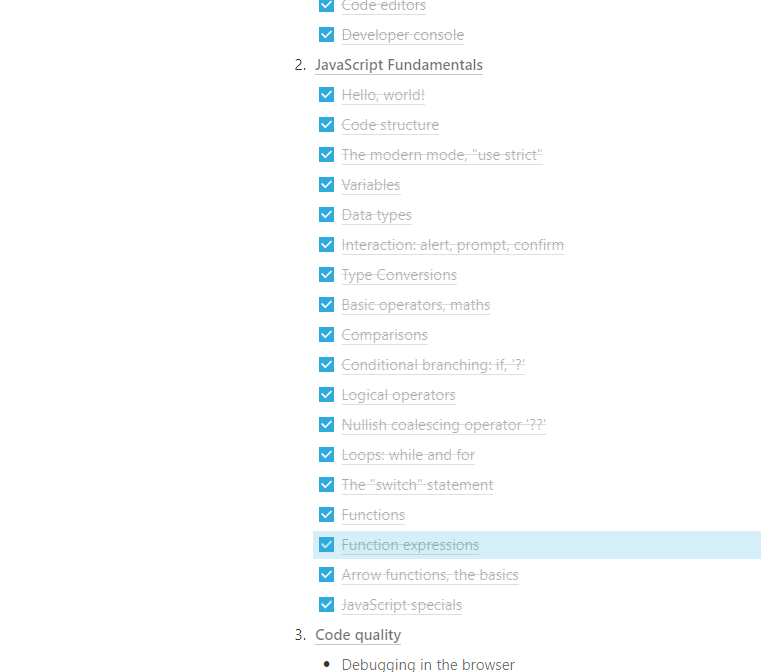 Code editors
Developer console
2. JavaScript Fundamentals
Hello, world!
Code structure
The modern mode, "use strict"
Variables
Data types
Interaction: alert, prompt, confirm
Type Conversions
Basic operators, maths
Comparisons
Conditional branching: if, '?'
Logical operators
Nullish coalescing operator '??'
Loops: while and for
The "switch" statement
Functions
Function expressions
Arrow functions, the basics
JavaScript specials
3. Code quality
• Debugging in the browser